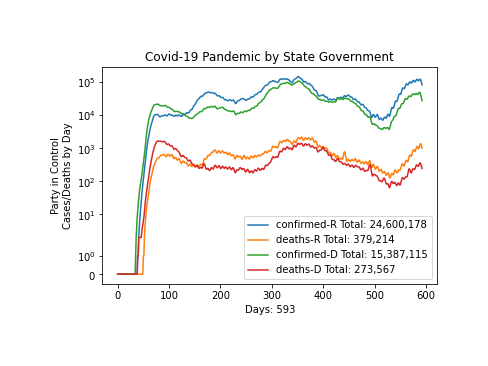 Covid-19 Pandemic by State Government
Party in Control
Cases/Deaths by Day
10⁵
10⁴
10³
10²
10¹
10⁰
0
confirmed-R Total: 24,600,178
deaths-R Total: 379,214
confirmed-D Total: 15,387,115
deaths-D Total: 273,567
0 100 200 300 400 500 600
Days: 593